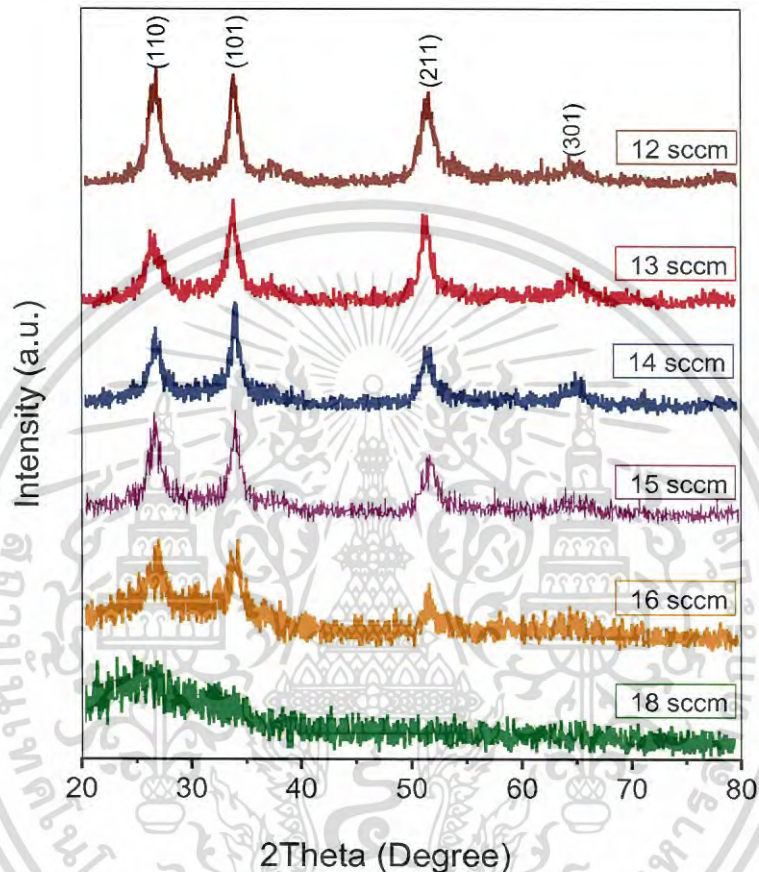 (110)
(101)
(211)
(301)
12 sccm
13 sccm
14 sccm
15 sccm
16 sccm
18 sccm
Intensity (a.u.)
20
30
40
50
60
70
80
2Theta (Degree)